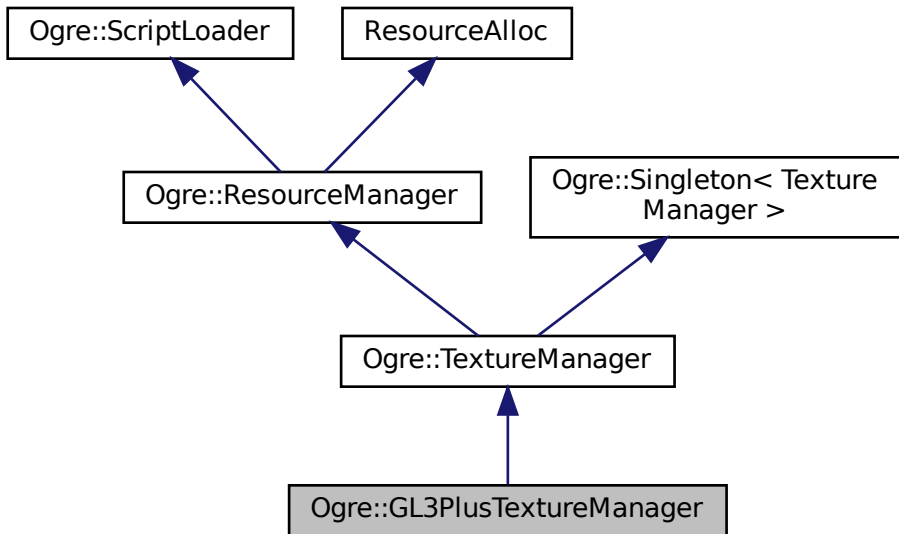 Ogre::ScriptLoader
ResourceAlloc
Ogre::ResourceManager
Ogre::Singleton< Texture
Manager >
Ogre::TextureManager
Ogre::GL3PlusTextureManager